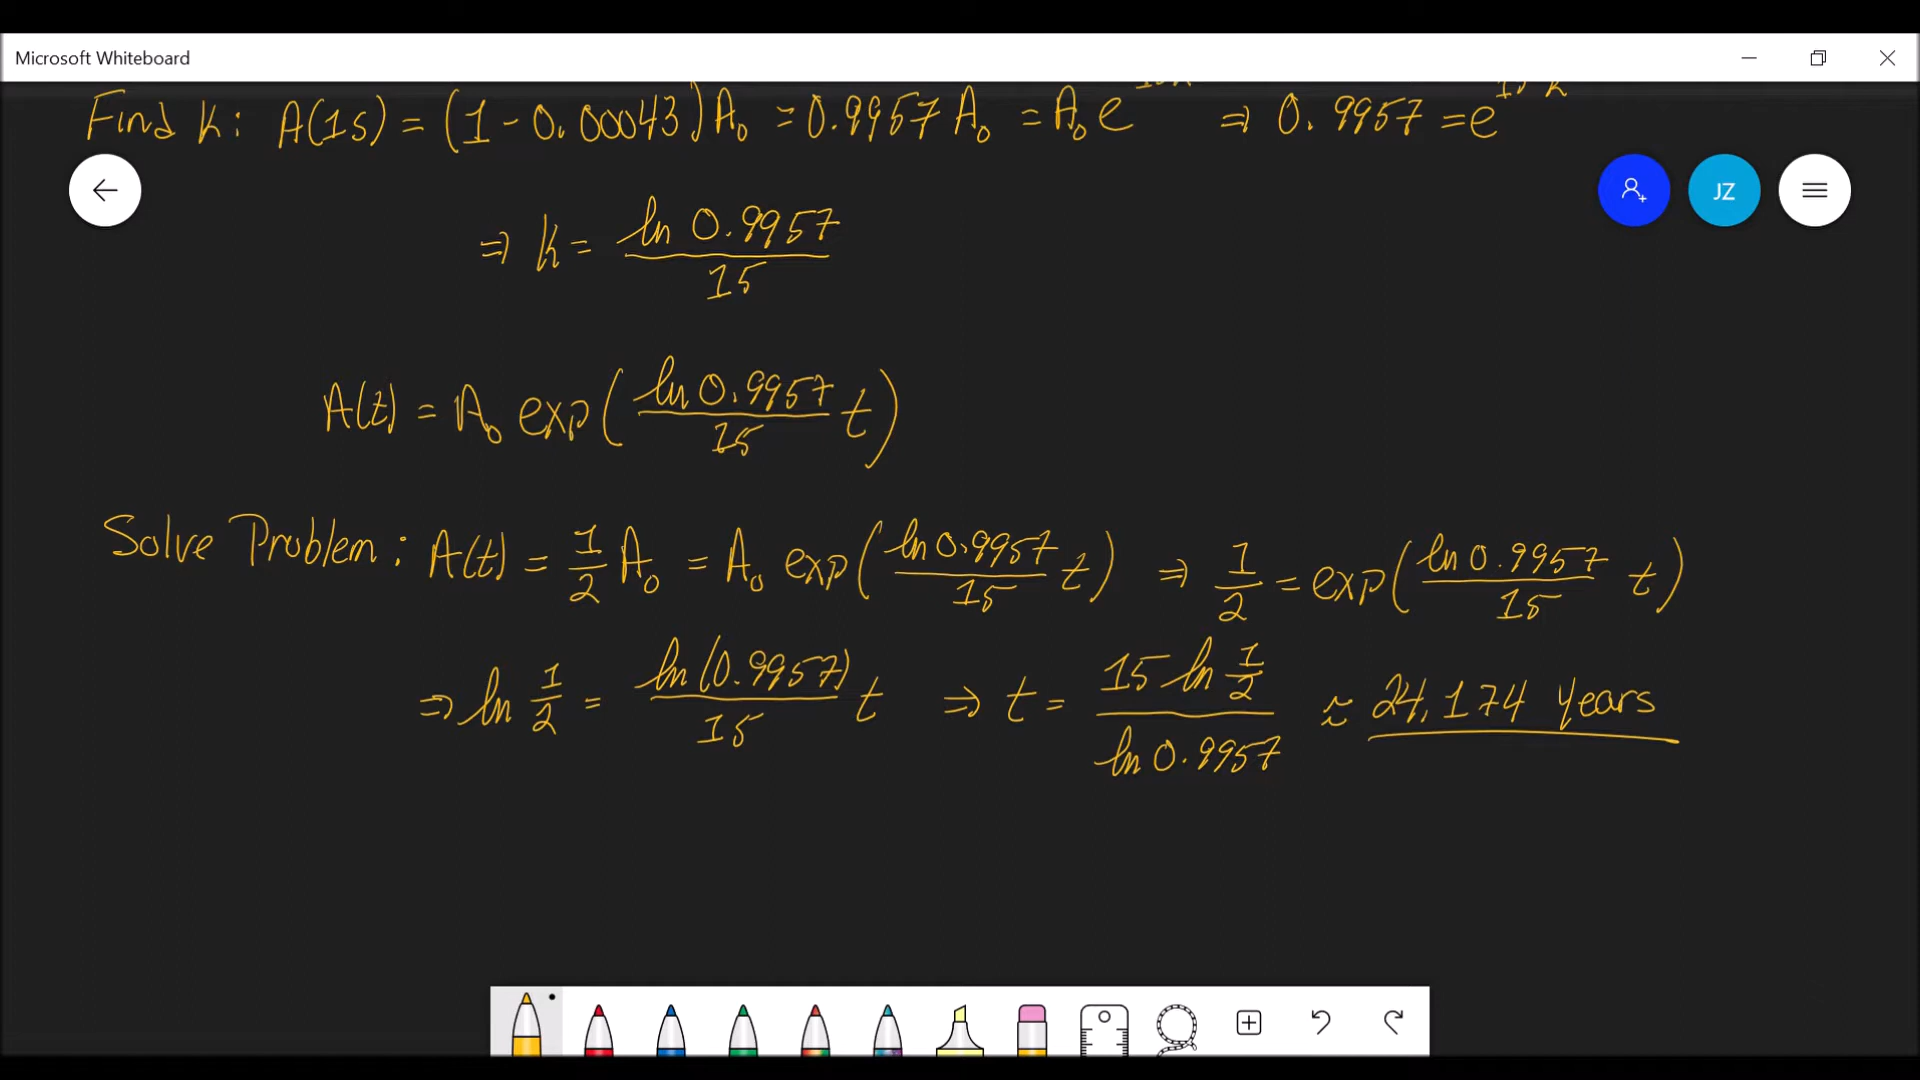 Microsoft Whiteboard
Find k: A(15) = (1 - 0.00043)A₀ = 0.9957 A₀ = A₀e ⇒ 0.9957 = e^(15k)
JZ
⇒ k = (ln 0.9957)/15
A(t) = A₀ exp((ln 0.9957)/15 t)
Solve Problem: A(t) = 1/2 A₀ = A₀ exp((ln 0.9957)/15 t) ⇒ 1/2 = exp((ln 0.9957)/15 t)
⇒ ln 1/2 = (ln(0.9957))/15 t ⇒ t = (15 ln 1/2)/(ln 0.9957) ≈ 24,174 years